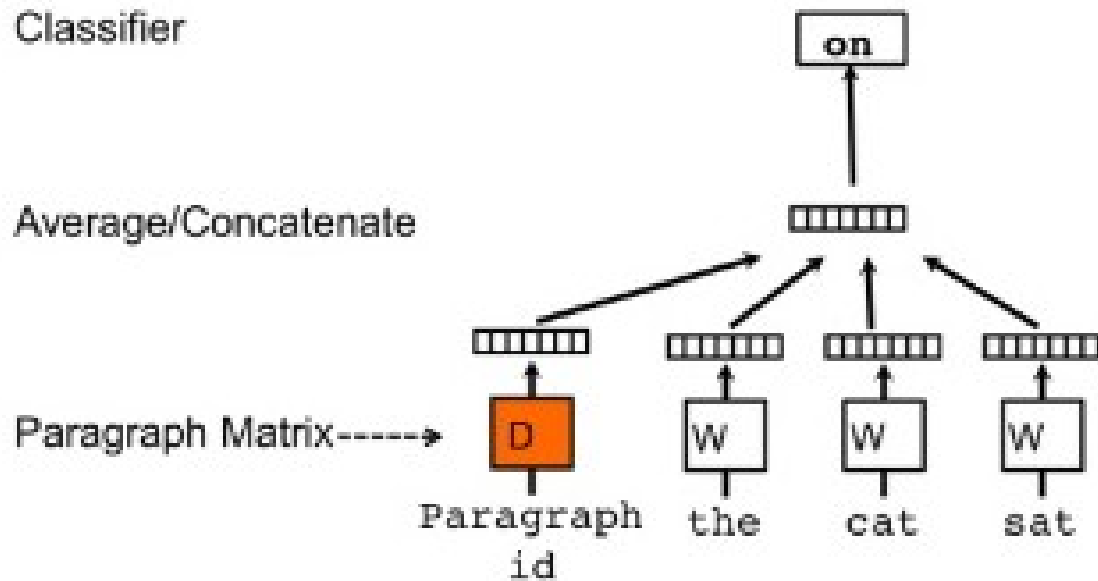 Classifier
on
Average/Concatenate
Paragraph Matrix
D
W
W
W
Paragraph
id
the
cat
sat